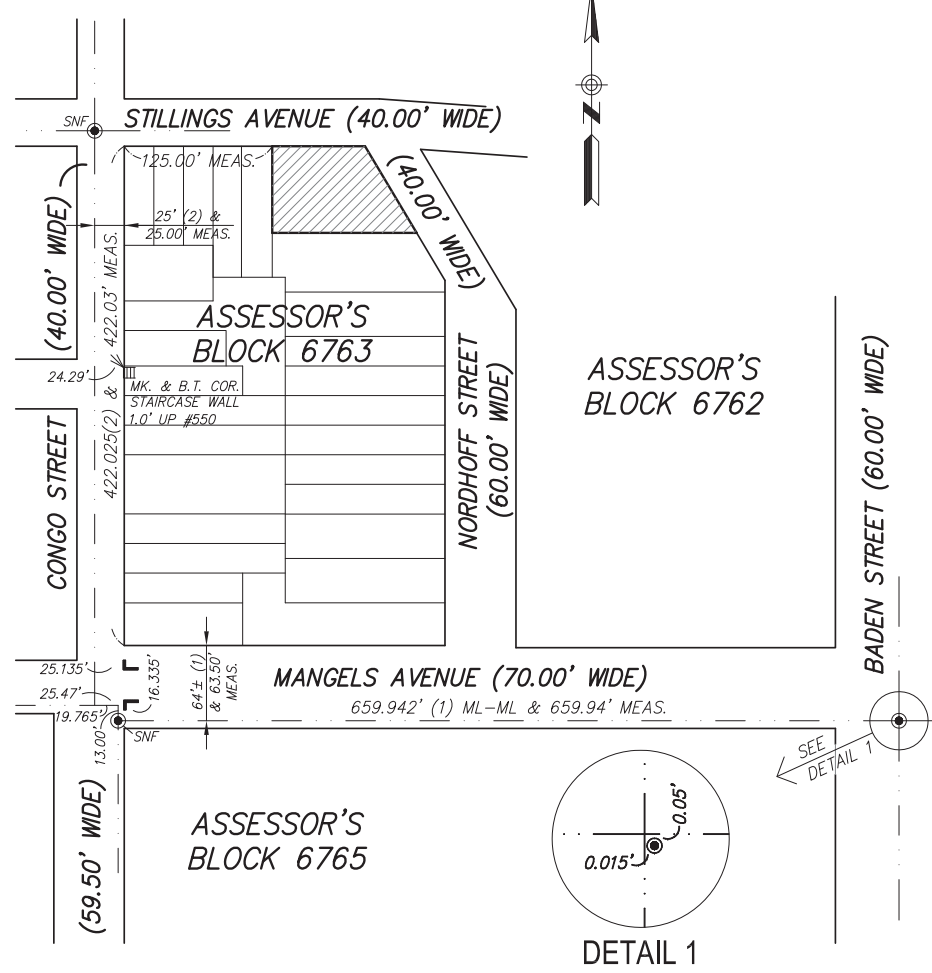 N
SNF
STILLINGS AVENUE (40.00' WIDE)
125.00' MEAS.
(40.00' WIDE)
(40.00' WIDE)
25' (2) &
25.00' MEAS.
422.025(2) & 422.03' MEAS.
ASSESSOR'S
BLOCK 6763
24.29'
MK. & B.T. COR.
STAIRCASE WALL
1.0' UP #550
CONGO STREET
NORDHOFF STREET
(60.00' WIDE)
ASSESSOR'S
BLOCK 6762
BADEN STREET (60.00' WIDE)
25.135'
16.335'
64'± (1)
& 63.50'
MEAS.
MANGELS AVENUE (70.00' WIDE)
25.47'
19.765'
659.942' (1) ML-ML & 659.94' MEAS.
13.00'
SNF
SEE
DETAIL 1
(59.50' WIDE)
ASSESSOR'S
BLOCK 6765
0.05'
0.015'
DETAIL 1